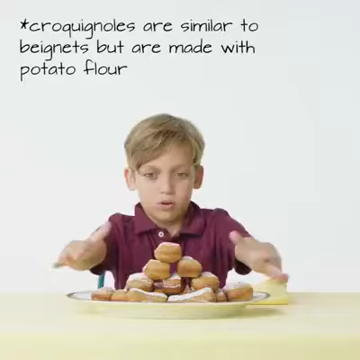 *croquignoles are similar to
beignets but are made with
potato flour